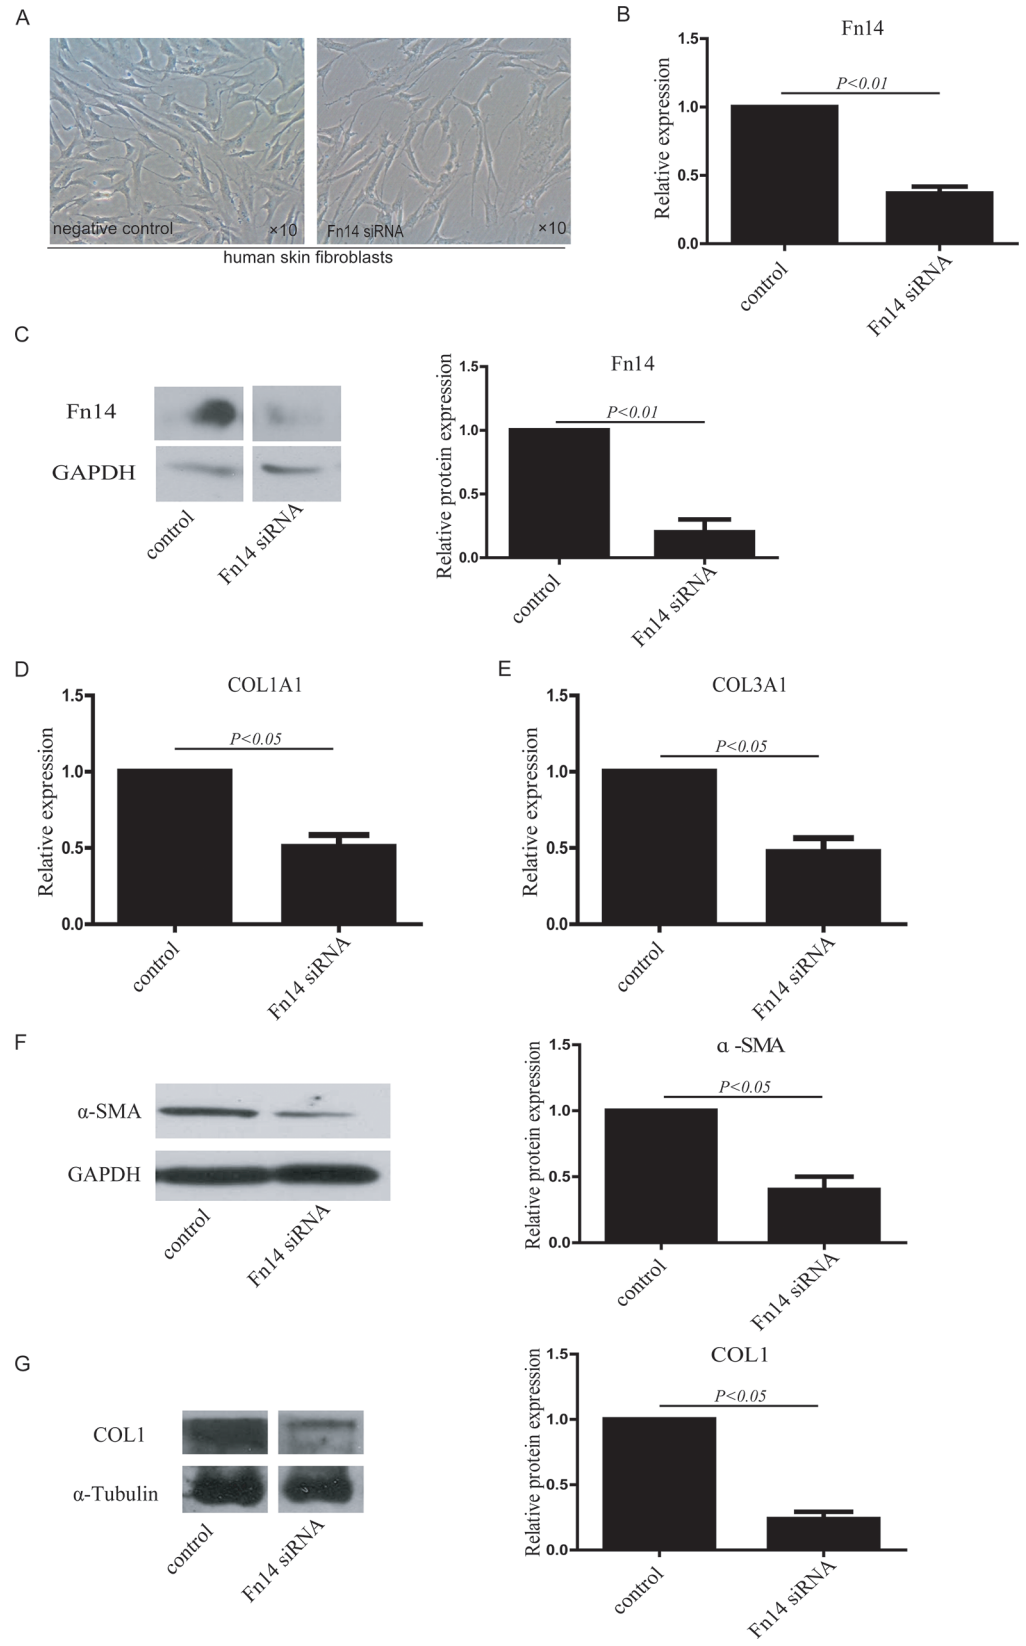 A
negative control
×10
Fn14 siRNA
×10
human skin fibroblasts
B
Fn14
Relative expression
1.5
1.0
0.5
0.0
P<0.01
control
Fn14 siRNA
C
Fn14
GAPDH
control
Fn14 siRNA
Fn14
Relative protein expression
1.5
1.0
0.5
0.0
P<0.01
control
Fn14 siRNA
D
COL1A1
Relative expression
1.5
1.0
0.5
0.0
P<0.05
control
Fn14 siRNA
E
COL3A1
Relative expression
1.5
1.0
0.5
0.0
P<0.05
control
Fn14 siRNA
F
α-SMA
GAPDH
control
Fn14 siRNA
α -SMA
Relative protein expression
1.5
1.0
0.5
0.0
P<0.05
control
Fn14 siRNA
G
COL1
α-Tubulin
control
Fn14 siRNA
COL1
Relative protein expression
1.5
1.0
0.5
0.0
P<0.05
control
Fn14 siRNA